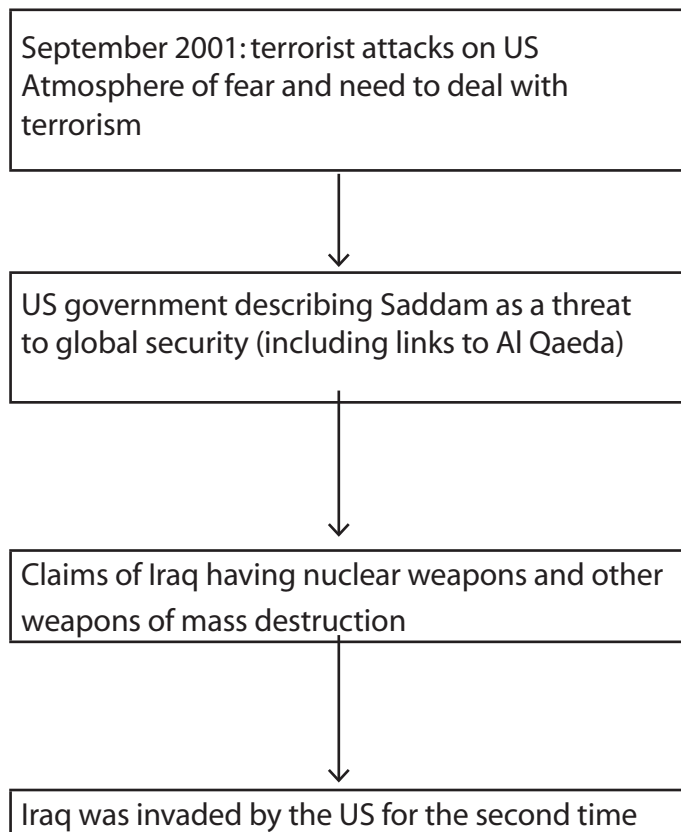 September 2001: terrorist attacks on US
Atmosphere of fear and need to deal with
terrorism
US government describing Saddam as a threat
to global security (including links to Al Qaeda)
Claims of Iraq having nuclear weapons and other
weapons of mass destruction
Iraq was invaded by the US for the second time